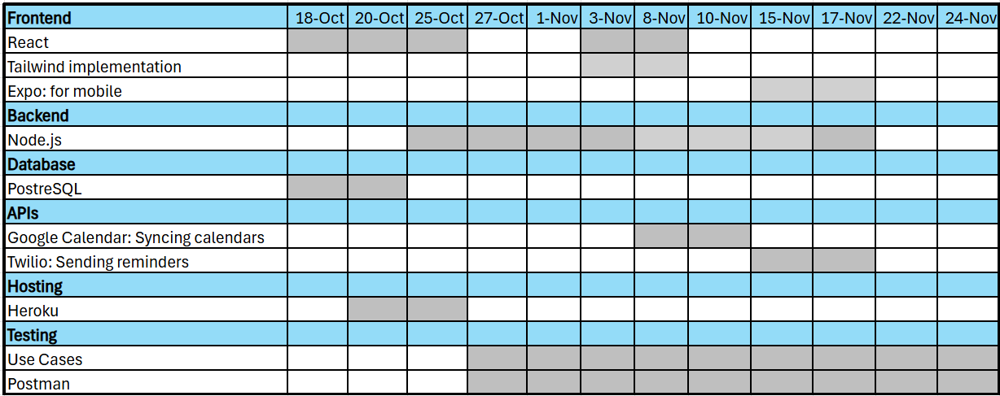 Frontend 18-Oct 20-Oct 25-Oct 27-Oct 1-Nov 3-Nov 8-Nov 10-Nov 15-Nov 17-Nov 22-Nov 24-Nov
React
Tailwind implementation
Expo: for mobile
Backend
Node.js
Database
PostreSQL
APIs
Google Calendar: Syncing calendars
Twilio: Sending reminders
Hosting
Heroku
Testing
Use Cases
Postman